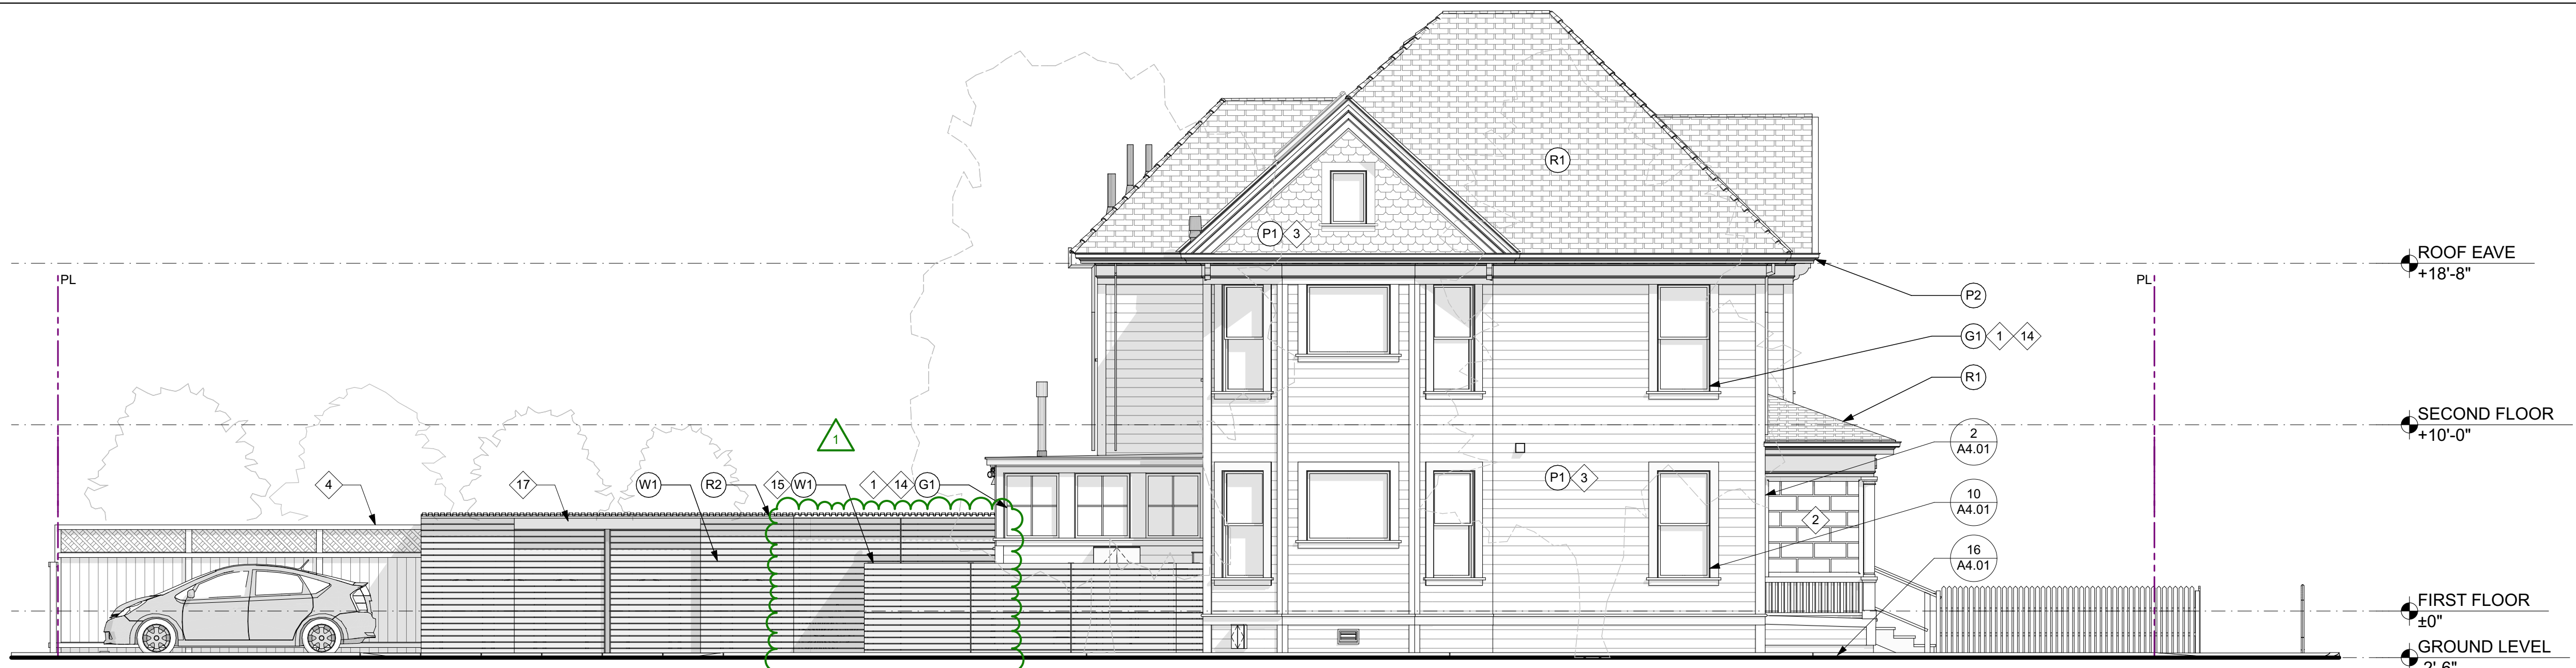 R1
P1 3
ROOF EAVE
+18'-8"
PL
PL
P2
G1 1 14
R1
SECOND FLOOR
+10'-0"
1
2
A4.01
4
17
W1
R2
15 W1
1 14 G1
P1 3
10
A4.01
2
16
A4.01
FIRST FLOOR
±0"
GROUND LEVEL
-2'-6"